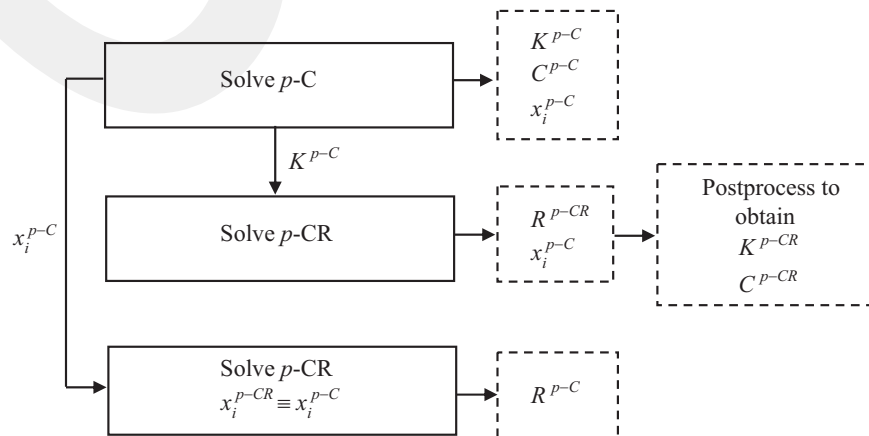 Solve p-C
K^{p-C}
C^{p-C}
x_i^{p-C}
K^{p-C}
x_i^{p-C}
Solve p-CR
R^{p-CR}
x_i^{p-C}
Postprocess to
obtain
K^{p-CR}
C^{p-CR}
Solve p-CR
x_i^{p-CR} ≡ x_i^{p-C}
R^{p-C}